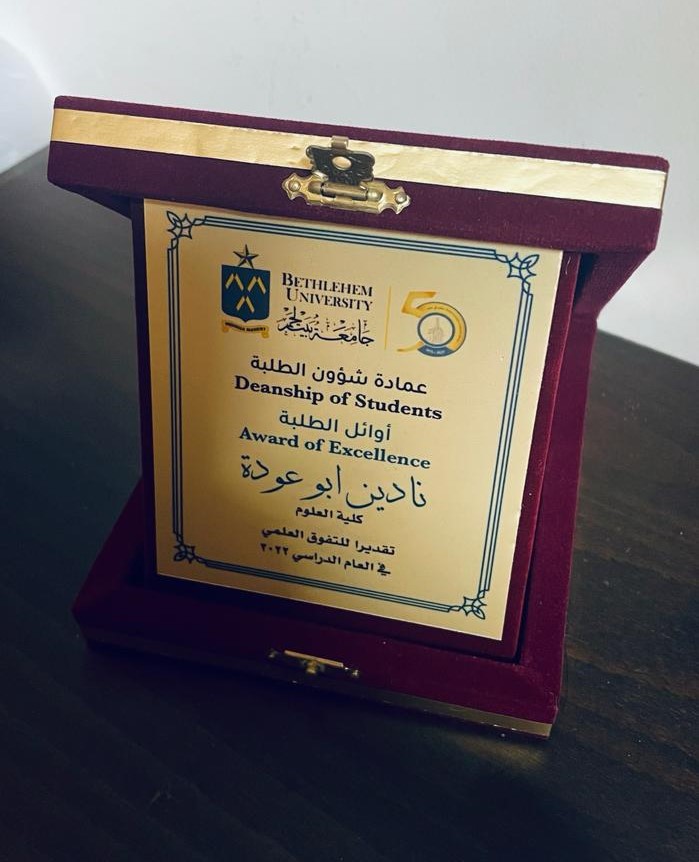 BETHLEHEM
UNIVERSITY
جامعة بيت لحم
50
عمادة شؤون الطلبة
Deanship of Students
أوائل الطلبة
Award of Excellence
نادين ابو عودة
كلية العلوم
تقديرا للتفوق العلمي
في العام الدراسي ٢٠٢٢